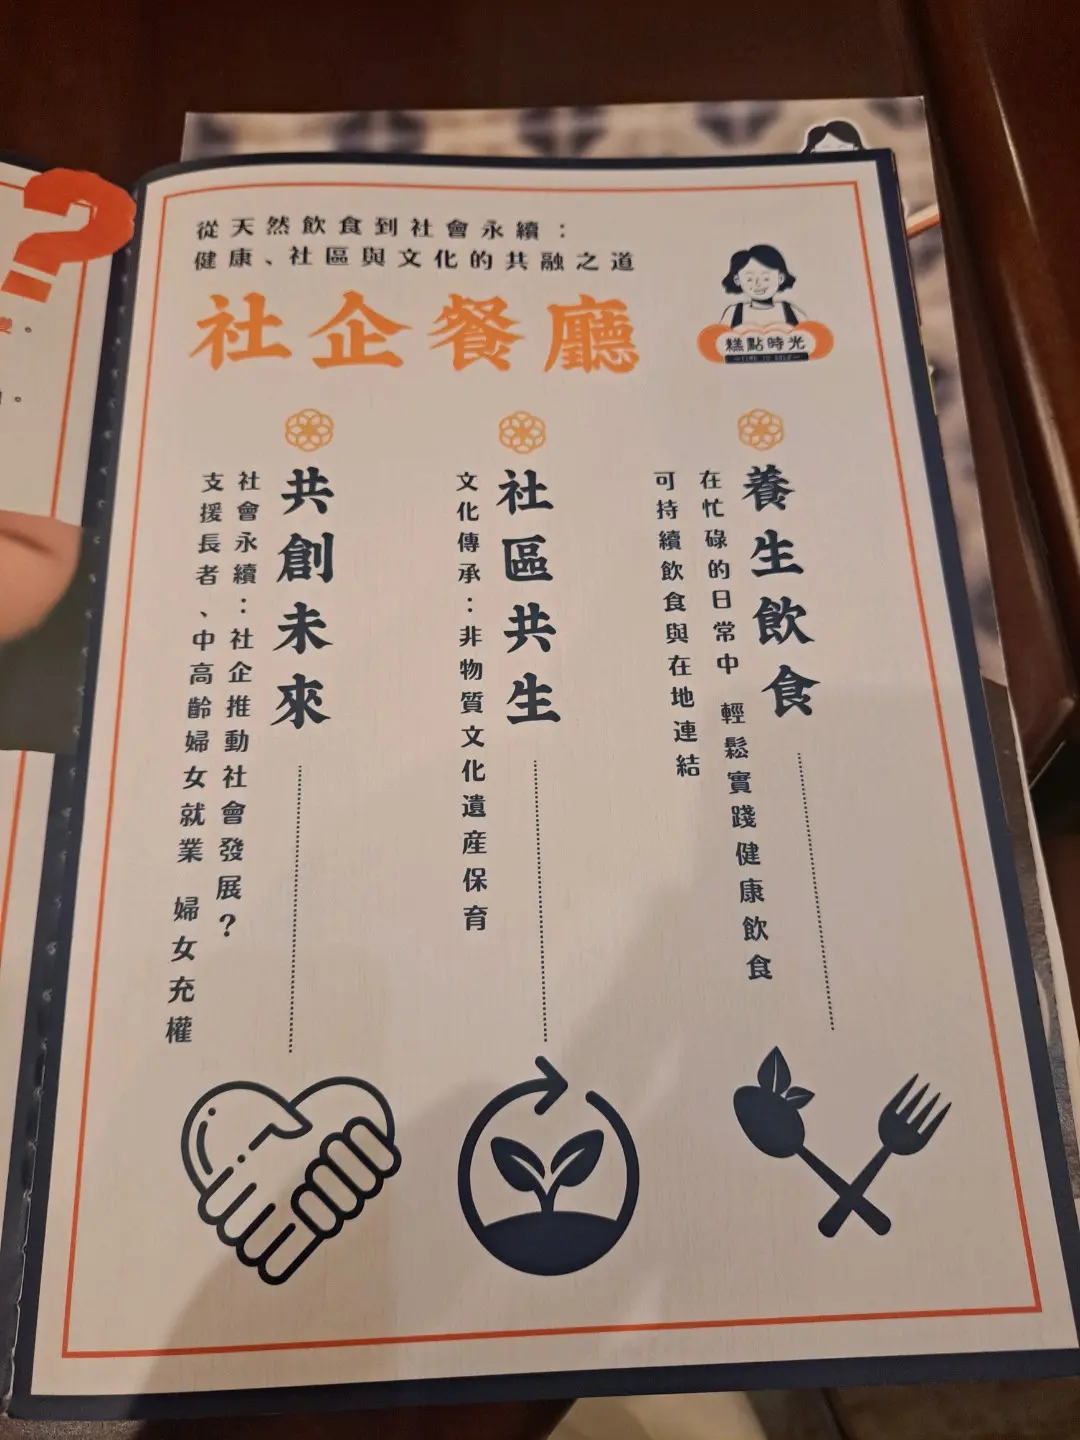 從天然飲食到社會永續：
健康、社區與文化的共融之道
社企餐廳
糕點時光
養生飲食
在忙碌的日常中 輕鬆實踐健康飲食
可持續飲食與在地連結
社區共生
文化傳承：非物質文化遺產保育
共創未來
社會永續：社企推動社會發展？
支援長者、中高齡婦女就業 婦女充權
?
。
。